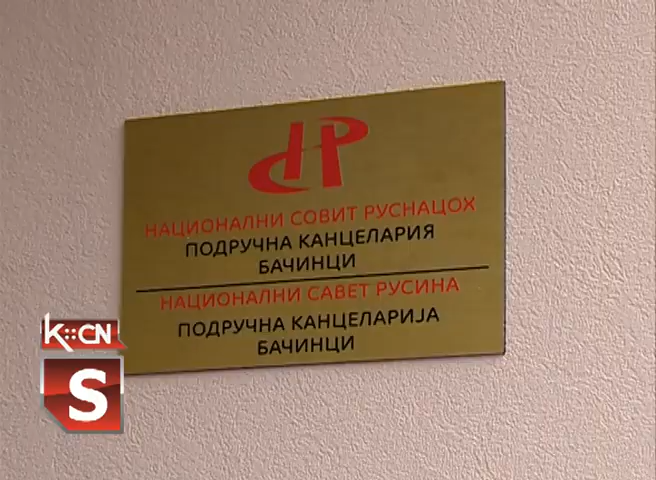 НАЦИОНАЛНИ СОВИТ РУСНАЦОХ
ПОДРУЧНА КАНЦЕЛАРИЯ
БАЧИНЦИ
НАЦИОНАЛНИ САВЕТ РУСИНА
ПОДРУЧНА КАНЦЕЛАРИЈА
БАЧИНЦИ
K::CN
S